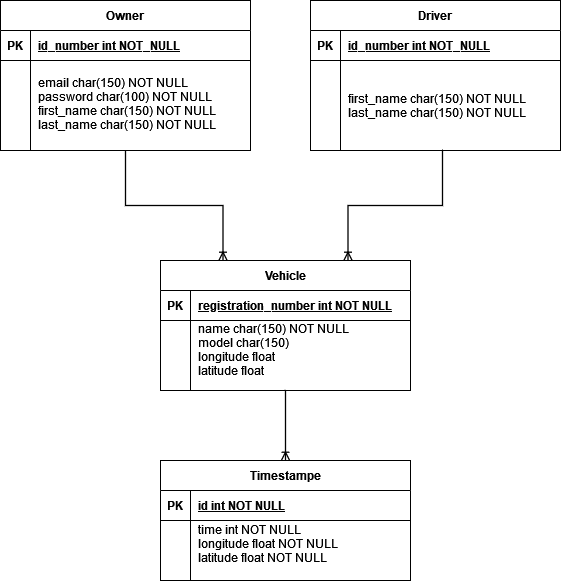 Owner
PK id_number int NOT_NULL
email char(150) NOT NULL
password char(100) NOT NULL
first_name char(150) NOT NULL
last_name char(150) NOT NULL
Driver
PK id_number int NOT_NULL
first_name char(150) NOT NULL
last_name char(150) NOT NULL
Vehicle
PK registration_number int NOT NULL
name char(150) NOT NULL
model char(150)
longitude float
latitude float
Timestampe
PK id int NOT NULL
time int NOT NULL
longitude float NOT NULL
latitude float NOT NULL